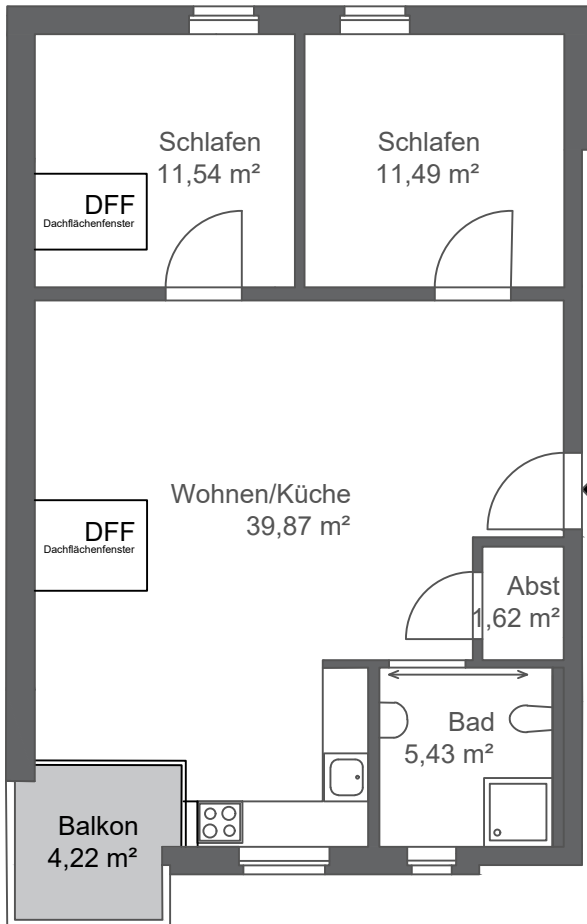 Schlafen
11,54 m²
Schlafen
11,49 m²
DFF
Dachflächenfenster
Wohnen/Küche
39,87 m²
DFF
Dachflächenfenster
Abst
1,62 m²
Bad
5,43 m²
Balkon
4,22 m²